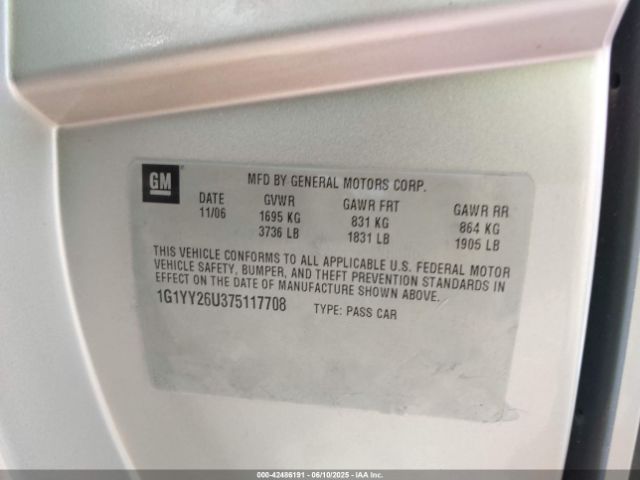 GM
MFD BY GENERAL MOTORS CORP.
DATE GVWR GAWR FRT GAWR RR
11/06 1695 KG 831 KG 864 KG
3736 LB 1831 LB 1905 LB
THIS VEHICLE CONFORMS TO ALL APPLICABLE U.S. FEDERAL MOTOR
VEHICLE SAFETY, BUMPER, AND THEFT PREVENTION STANDARDS IN
EFFECT ON THE DATE OF MANUFACTURE SHOWN ABOVE.
1G1YY26U375117708 TYPE: PASS CAR
000-42486191 - 06/10/2025 - IAA Inc.